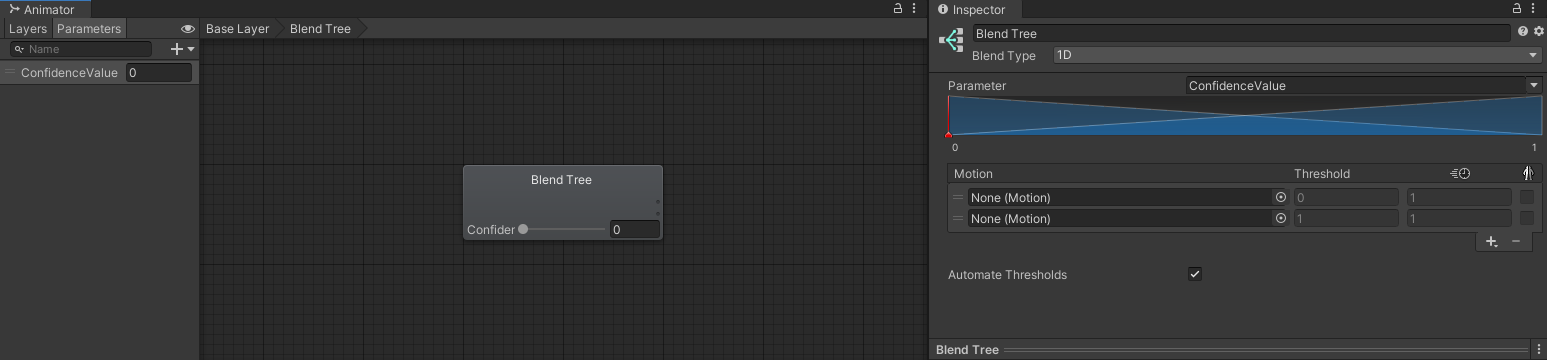 Animator
Layers Parameters Base Layer Blend Tree
Name
ConfidenceValue 0
Blend Tree
Confider 0
Inspector
Blend Tree
Blend Type 1D
Parameter ConfidenceValue
0 1
Motion Threshold
None (Motion) 0 1
None (Motion) 1 1
Automate Thresholds
Blend Tree